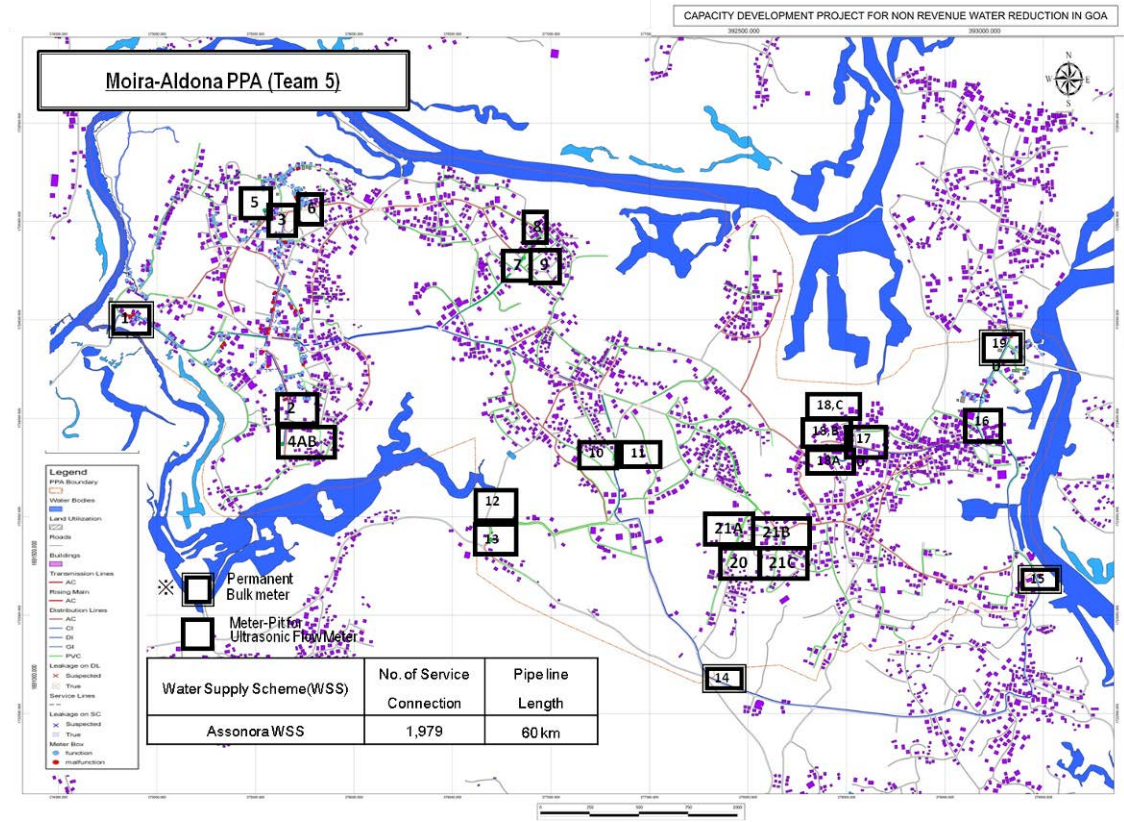 CAPACITY DEVELOPMENT PROJECT FOR NON REVENUE WATER REDUCTION IN GOA
392500.000
393000.000
Moira-Aldona PPA (Team 5)
N
W E
S
5
6
3
8
7
9
1
19
2
18,C
16
4AB
18,B
17
10
11
18A
12
21A
21B
13
20
21C
15
14
Legend
PPA Boundary
Water Bodies
Land Utilization
Roads
Buildings
Transmission Lines
AC
Rising Main
AC
Distribution Lines
AC
CI
DI
GI
PVC
Leakage on DL
Suspected
True
Service Lines
Leakage on SC
Suspected
True
Meter Box
function
malfunction
※ Permanent
Bulk meter
Meter-Pit for
Ultrasonic Flow Meter
Water Supply Scheme(WSS) No. of Service Connection Pipe line Length
Assonora WSS 1,979 60 km